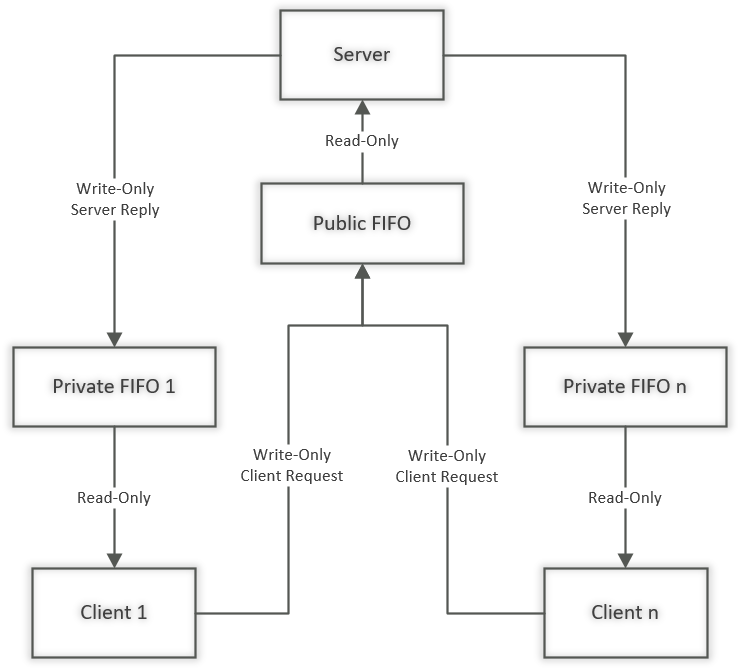 Server
Read-Only
Write-Only
Server Reply
Write-Only
Server Reply
Public FIFO
Private FIFO 1
Private FIFO n
Write-Only
Client Request
Write-Only
Client Request
Read-Only
Read-Only
Client 1
Client n